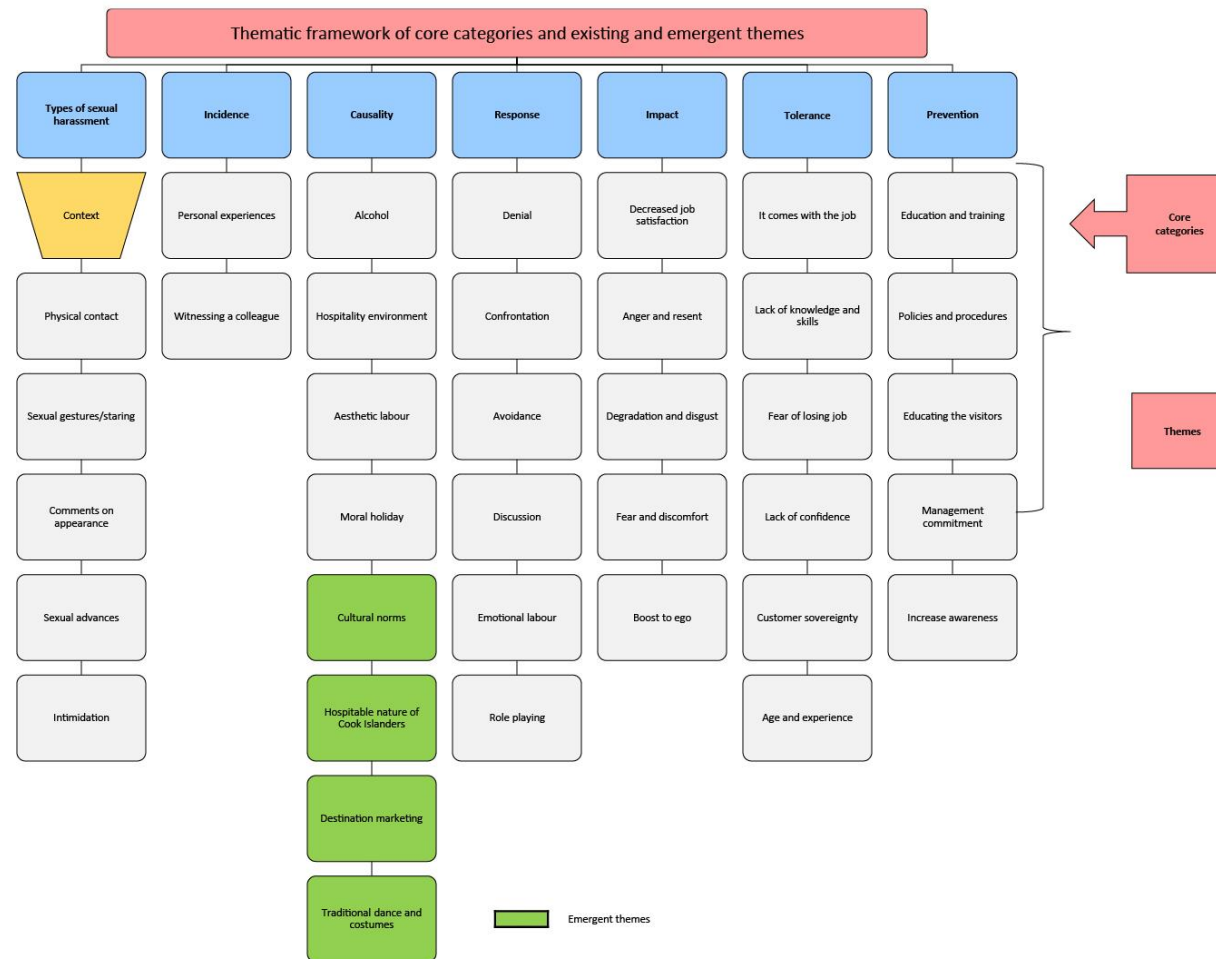 Thematic framework of core categories and existing and emergent themes
Types of sexual
harassment
Incidence
Causality
Response
Impact
Tolerance
Prevention
Context
Personal experiences
Alcohol
Denial
Decreased job
satisfaction
It comes with the job
Education and training
Core
categories
Physical contact
Witnessing a colleague
Hospitality environment
Confrontation
Anger and resent
Lack of knowledge and
skills
Policies and procedures
Sexual gestures/staring
Aesthetic labour
Avoidance
Degradation and disgust
Fear of losing job
Educating the visitors
Themes
Comments on
appearance
Moral holiday
Discussion
Fear and discomfort
Lack of confidence
Management
commitment
Sexual advances
Cultural norms
Emotional labour
Boost to ego
Customer sovereignty
Increase awareness
Intimidation
Hospitable nature of
Cook Islanders
Role playing
Age and experience
Destination marketing
Traditional dance and
costumes
Emergent themes